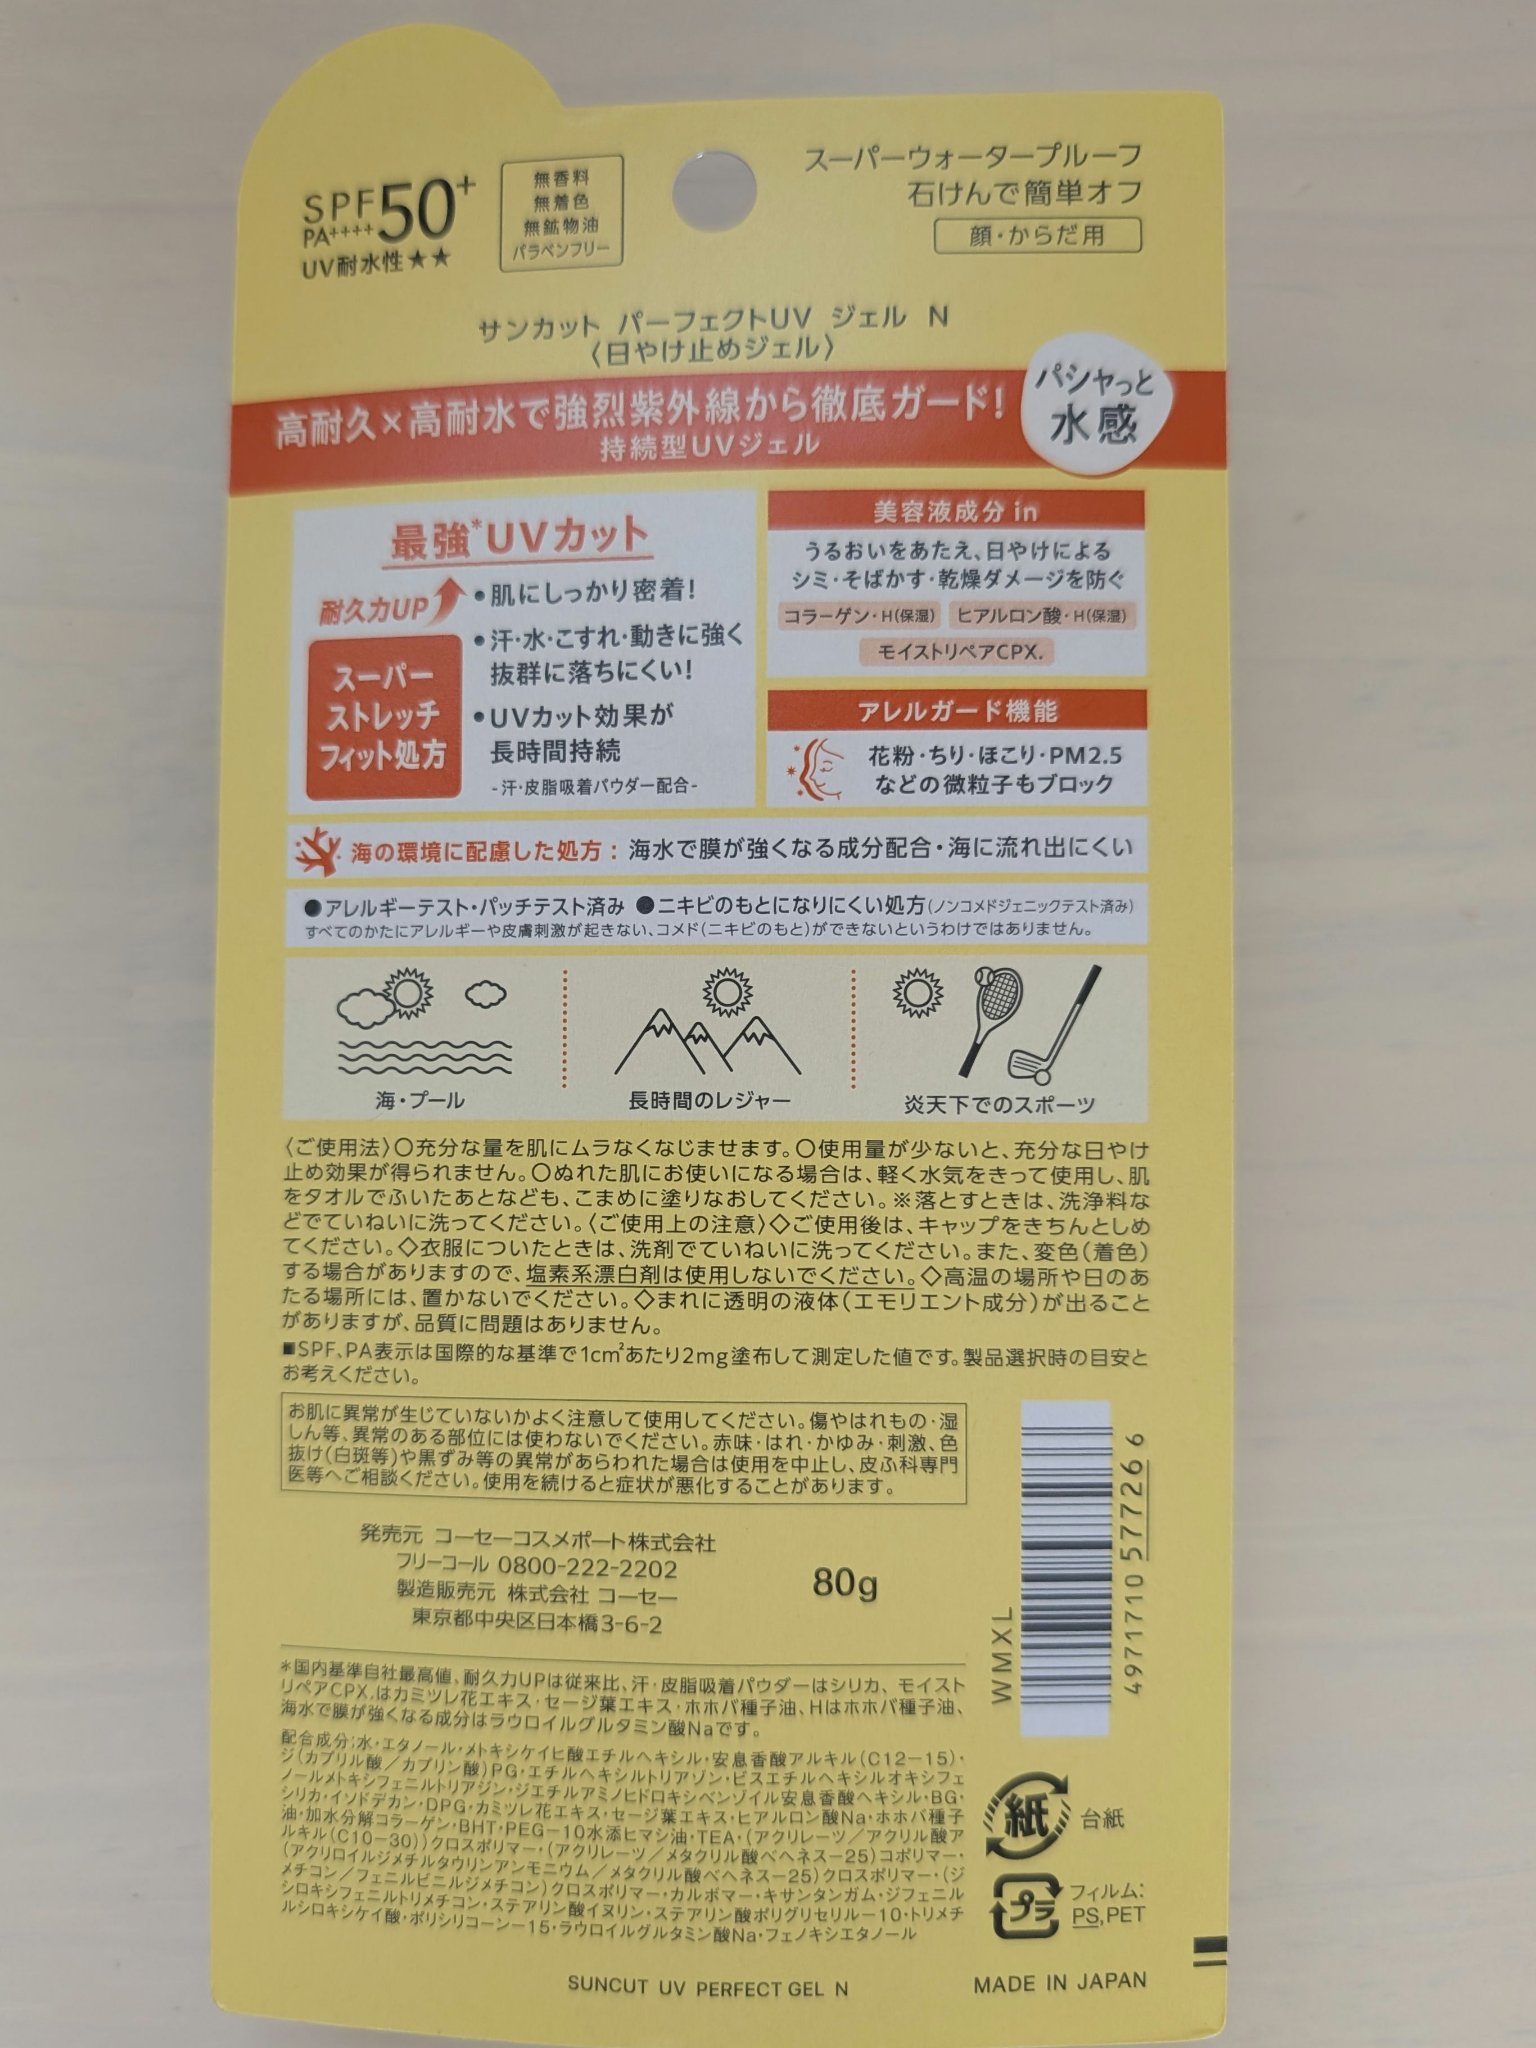 SPF50+
PA++++
UV耐水性★★
無香料
無着色
無鉱物油
パラベンフリー
スーパーウォータープルーフ
石けんで簡単オフ
顔・からだ用
サンカット パーフェクトUV ジェル N
〈日やけ止めジェル〉
高耐久×高耐水で強烈紫外線から徹底ガード!
持続型UVジェル
パシャっと
水感
最強*UVカット
耐久力UP
スーパー
ストレッチ
フィット処方
•肌にしっかり密着!
•汗・水・こすれ・動きに強く
抜群に落ちにくい!
•UVカット効果が
長時間持続
-汗・皮脂吸着パウダー配合-
美容液成分 in
うるおいをあたえ、日やけによる
シミ・そばかす・乾燥ダメージを防ぐ
コラーゲン・H(保湿) ヒアルロン酸・H(保湿)
モイストリペアCPX.
アレルガード機能
花粉・ちり・ほこり・PM2.5
などの微粒子もブロック
海の環境に配慮した処方：海水で膜が強くなる成分配合・海に流れ出にくい
●アレルギーテスト・パッチテスト済み ●ニキビのもとになりにくい処方(ノンコメドジェニックテスト済み)
すべてのかたにアレルギーや皮膚刺激が起きない、コメド(ニキビのもと)ができないというわけではありません。
海・プール
長時間のレジャー
炎天下でのスポーツ
〈ご使用法〉○充分な量を肌にムラなくなじませます。○使用量が少ないと、充分な日やけ
止め効果が得られません。○ぬれた肌にお使いになる場合は、軽く水気をきって使用し、肌
をタオルでふいたあとなども、こまめに塗りなおしてください。※落とすときは、洗浄料な
どでていねいに洗ってください。〈ご使用上の注意〉◇ご使用後は、キャップをきちんとしめ
てください。◇衣服についたときは、洗剤でていねいに洗ってください。また、変色(着色)
する場合がありますので、塩素系漂白剤は使用しないでください。◇高温の場所や日のあ
たる場所には、置かないでください。◇まれに透明の液体(エモリエント成分)が出ること
がありますが、品質に問題はありません。
■SPF、PA表示は国際的な基準で1cm²あたり2mg塗布して測定した値です。製品選択時の目安と
お考えください。
お肌に異常が生じていないかよく注意して使用してください。傷やはれもの・湿
しん等、異常のある部位には使わないでください。赤味・はれ・かゆみ・刺激、色
抜け(白斑等)や黒ずみ等の異常があらわれた場合は使用を中止し、皮ふ科専門
医等へご相談ください。使用を続けると症状が悪化することがあります。
発売元 コーセーコスメポート株式会社
フリーコール 0800-222-2202
製造販売元 株式会社 コーセー
東京都中央区日本橋3-6-2
80g
WMXL
4971710 577266
*国内基準自社最高値、耐久力UPは従来比、汗・皮脂吸着パウダーはシリカ、モイスト
リペアCPX.はカミツレ花エキス・セージ葉エキス・ホホバ種子油、Hはホホバ種子油、
海水で膜が強くなる成分はラウロイルグルタミン酸Naです。
配合成分:水・エタノール・メトキシケイヒ酸エチルヘキシル・安息香酸アルキル(C12-15)・
ジ(カプリル酸／カプリン酸)PG・エチルヘキシルトリアゾン・ビスエチルヘキシルオキシフェ
ノールメトキシフェニルトリアジン・ジエチルアミノヒドロキシベンゾイル安息香酸ヘキシル・BG・
シリカ・イソドデカン・DPG・カミツレ花エキス・セージ葉エキス・ヒアルロン酸Na・ホホバ種子
油・加水分解コラーゲン・BHT・PEG-10水添ヒマシ油・TEA・(アクリレーツ／アクリル酸ア
ルキル(C10-30))クロスポリマー・(アクリレーツ／メタクリル酸ベヘネス-25)コポリマー・
(アクリロイルジメチルタウリンアンモニウム／メタクリル酸ベヘネス-25)クロスポリマー・(ジ
メチコン／フェニルビニルジメチコン)クロスポリマー・カルボマー・キサンタンガム・ジフェニル
シロキシフェニルトリメチコン・ステアリン酸イヌリン・ステアリン酸ポリグリセリル-10・トリメチ
ルシロキシケイ酸・ポリシリコーン-15・ラウロイルグルタミン酸Na・フェノキシエタノール
紙
台紙
プラ
フィルム:
PS,PET
SUNCUT UV PERFECT GEL N
MADE IN JAPAN